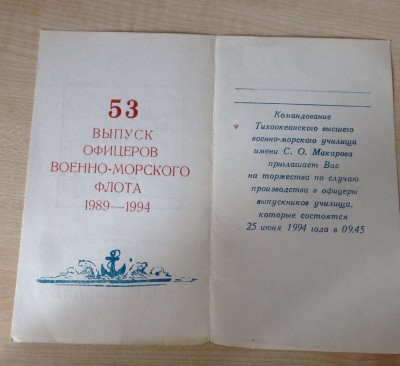 53
ВЫПУСК
ОФИЦЕРОВ
ВОЕННО-МОРСКОГО
ФЛОТА
1989—1994
Командование
Тихоокеанского высшего
военно-морского училища
имени С. О. Макарова
приглашает Вас
на торжества по случаю
производства в офицеры
выпускников училища,
которые состоятся
25 июня 1994 года в 09.45